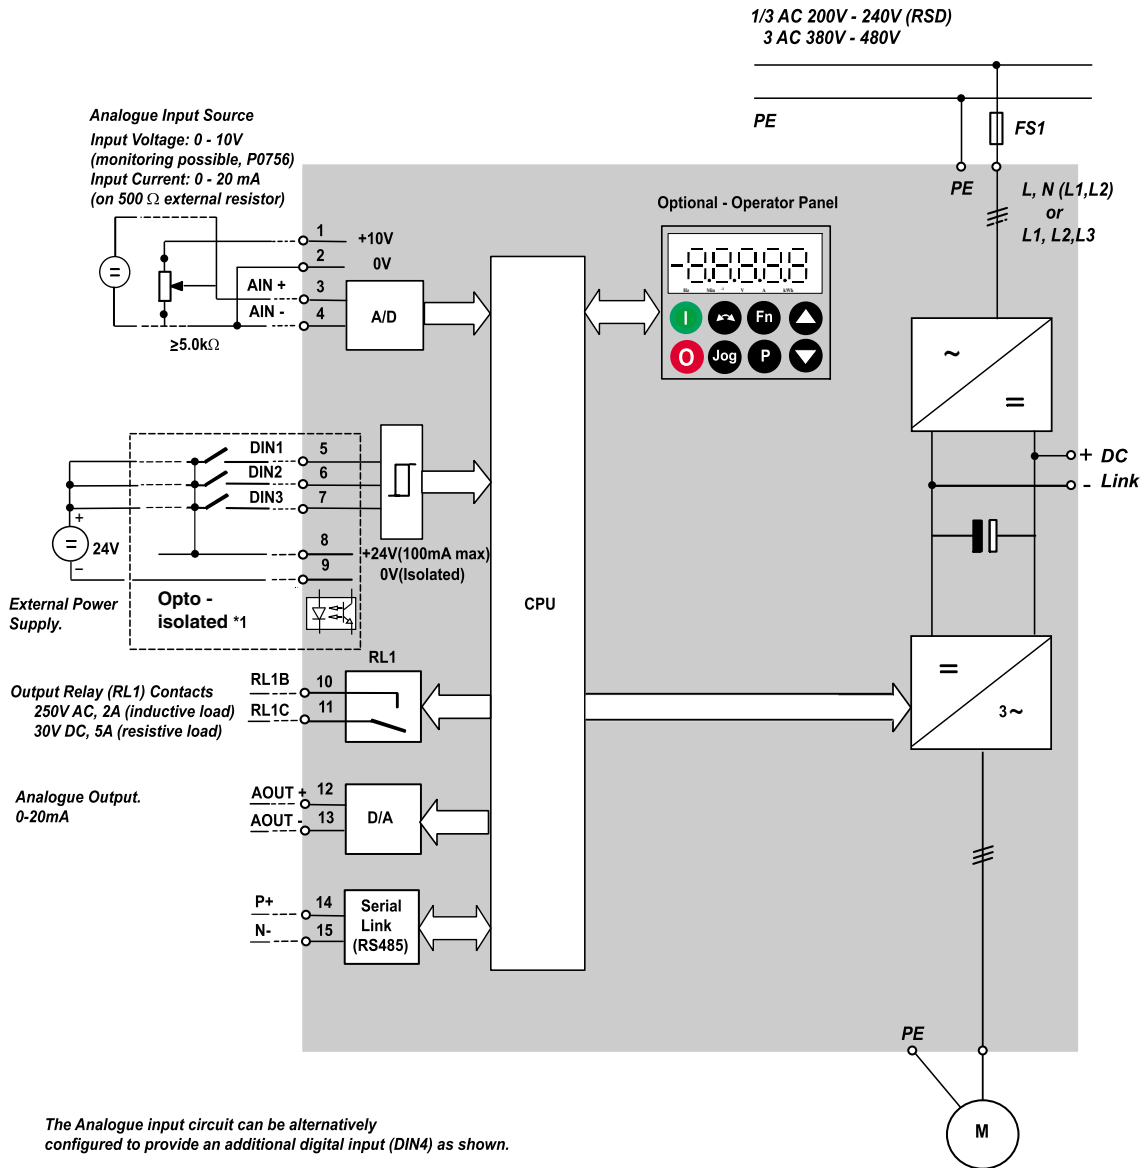 1/3 AC 200V - 240V (RSD)
3 AC 380V - 480V
PE
FS1
Analogue Input Source
Input Voltage: 0 - 10V
(monitoring possible, P0756)
Input Current: 0 - 20 mA
(on 500 Ω external resistor)
PE
L, N (L1,L2)
or
L1, L2,L3
Optional - Operator Panel
1
+10V
2
0V
AIN +
3
AIN -
4
A/D
≥5.0kΩ
-8.8.8.8.8
Hz Min ⁻¹ V A kWh
I
Fn
O
Jog
P
~
=
DIN1
5
DIN2
6
DIN3
7
+
=
24V
−
8
+24V(100mA max)
9
0V(Isolated)
+ DC
- Link
External Power
Supply.
Opto -
isolated *1
CPU
RL1
RL1B
10
RL1C
11
Output Relay (RL1) Contacts
250V AC, 2A (inductive load)
30V DC, 5A (resistive load)
=
3~
Analogue Output.
0-20mA
AOUT +
12
AOUT -
13
D/A
P+
14
N-
15
Serial
Link
(RS485)
PE
M
The Analogue input circuit can be alternatively
configured to provide an additional digital input (DIN4) as shown.